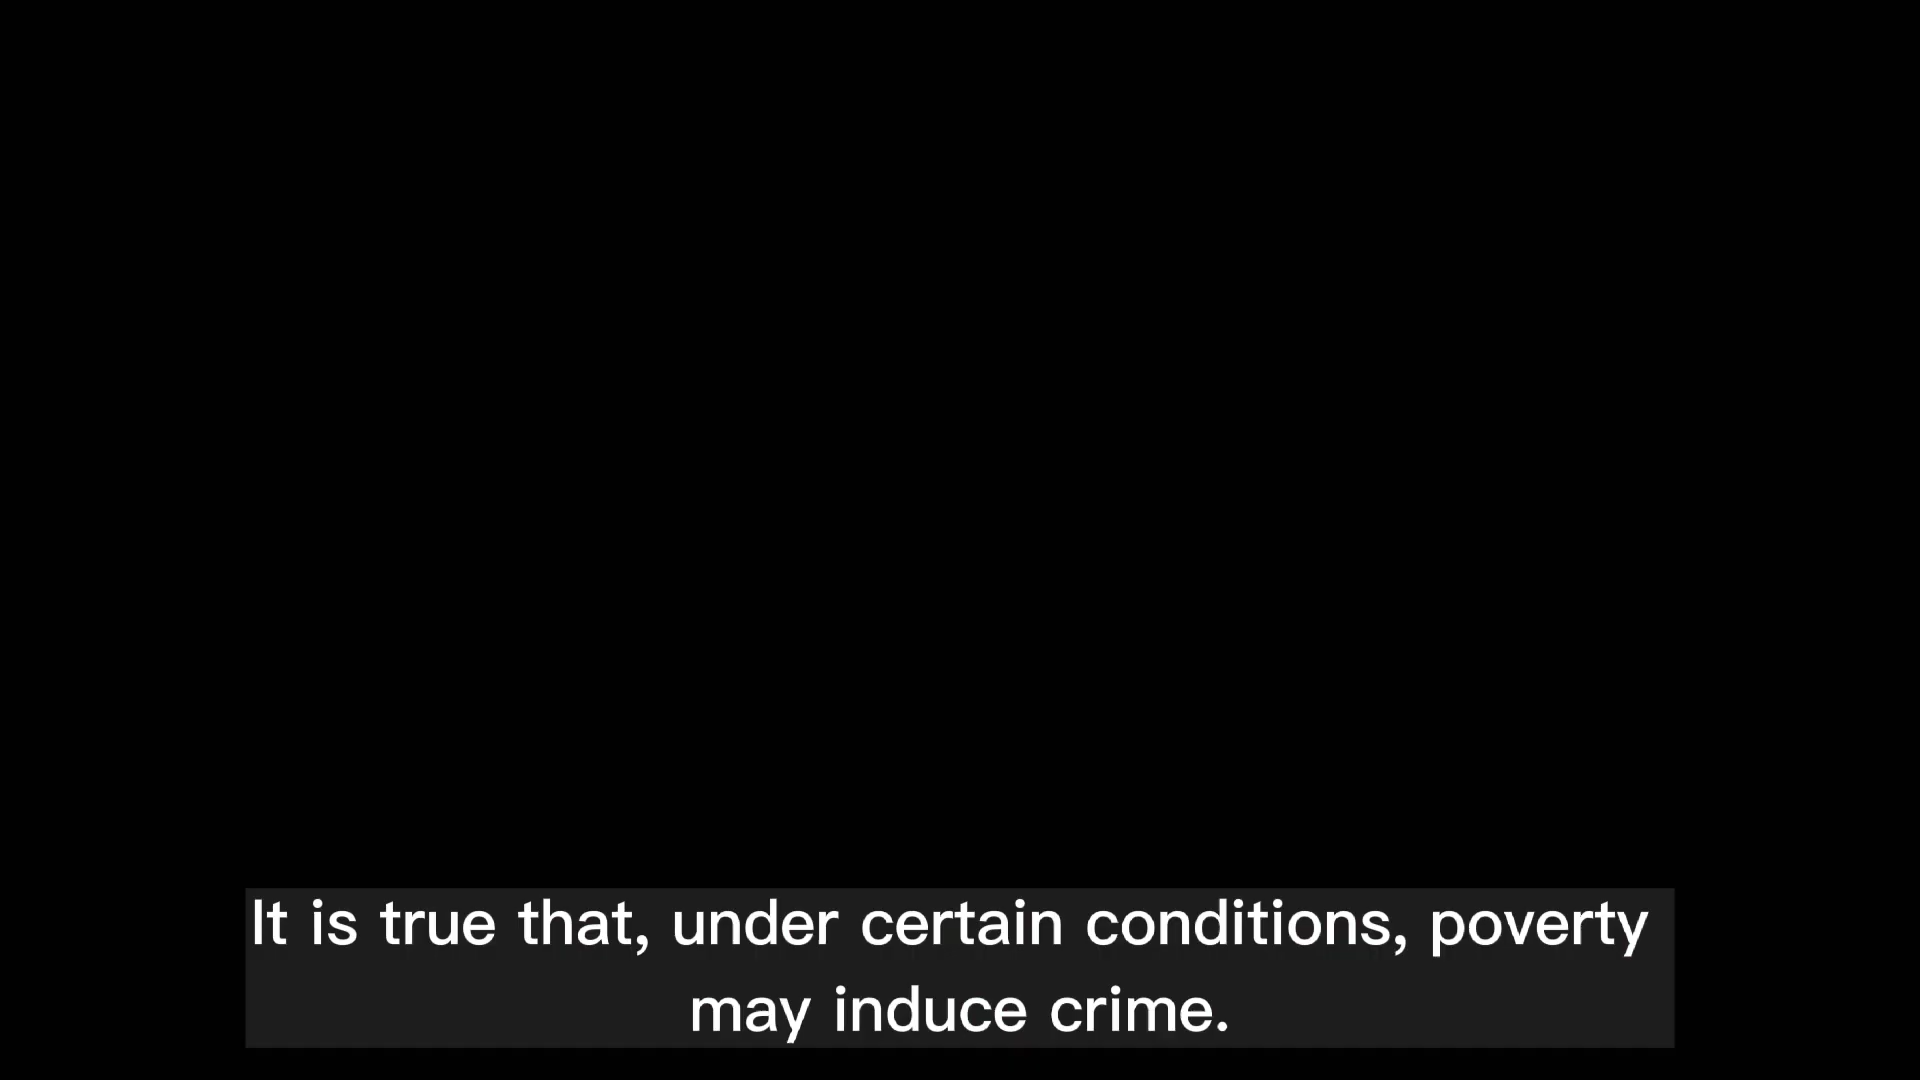 It is true that, under certain conditions, poverty
may induce crime.